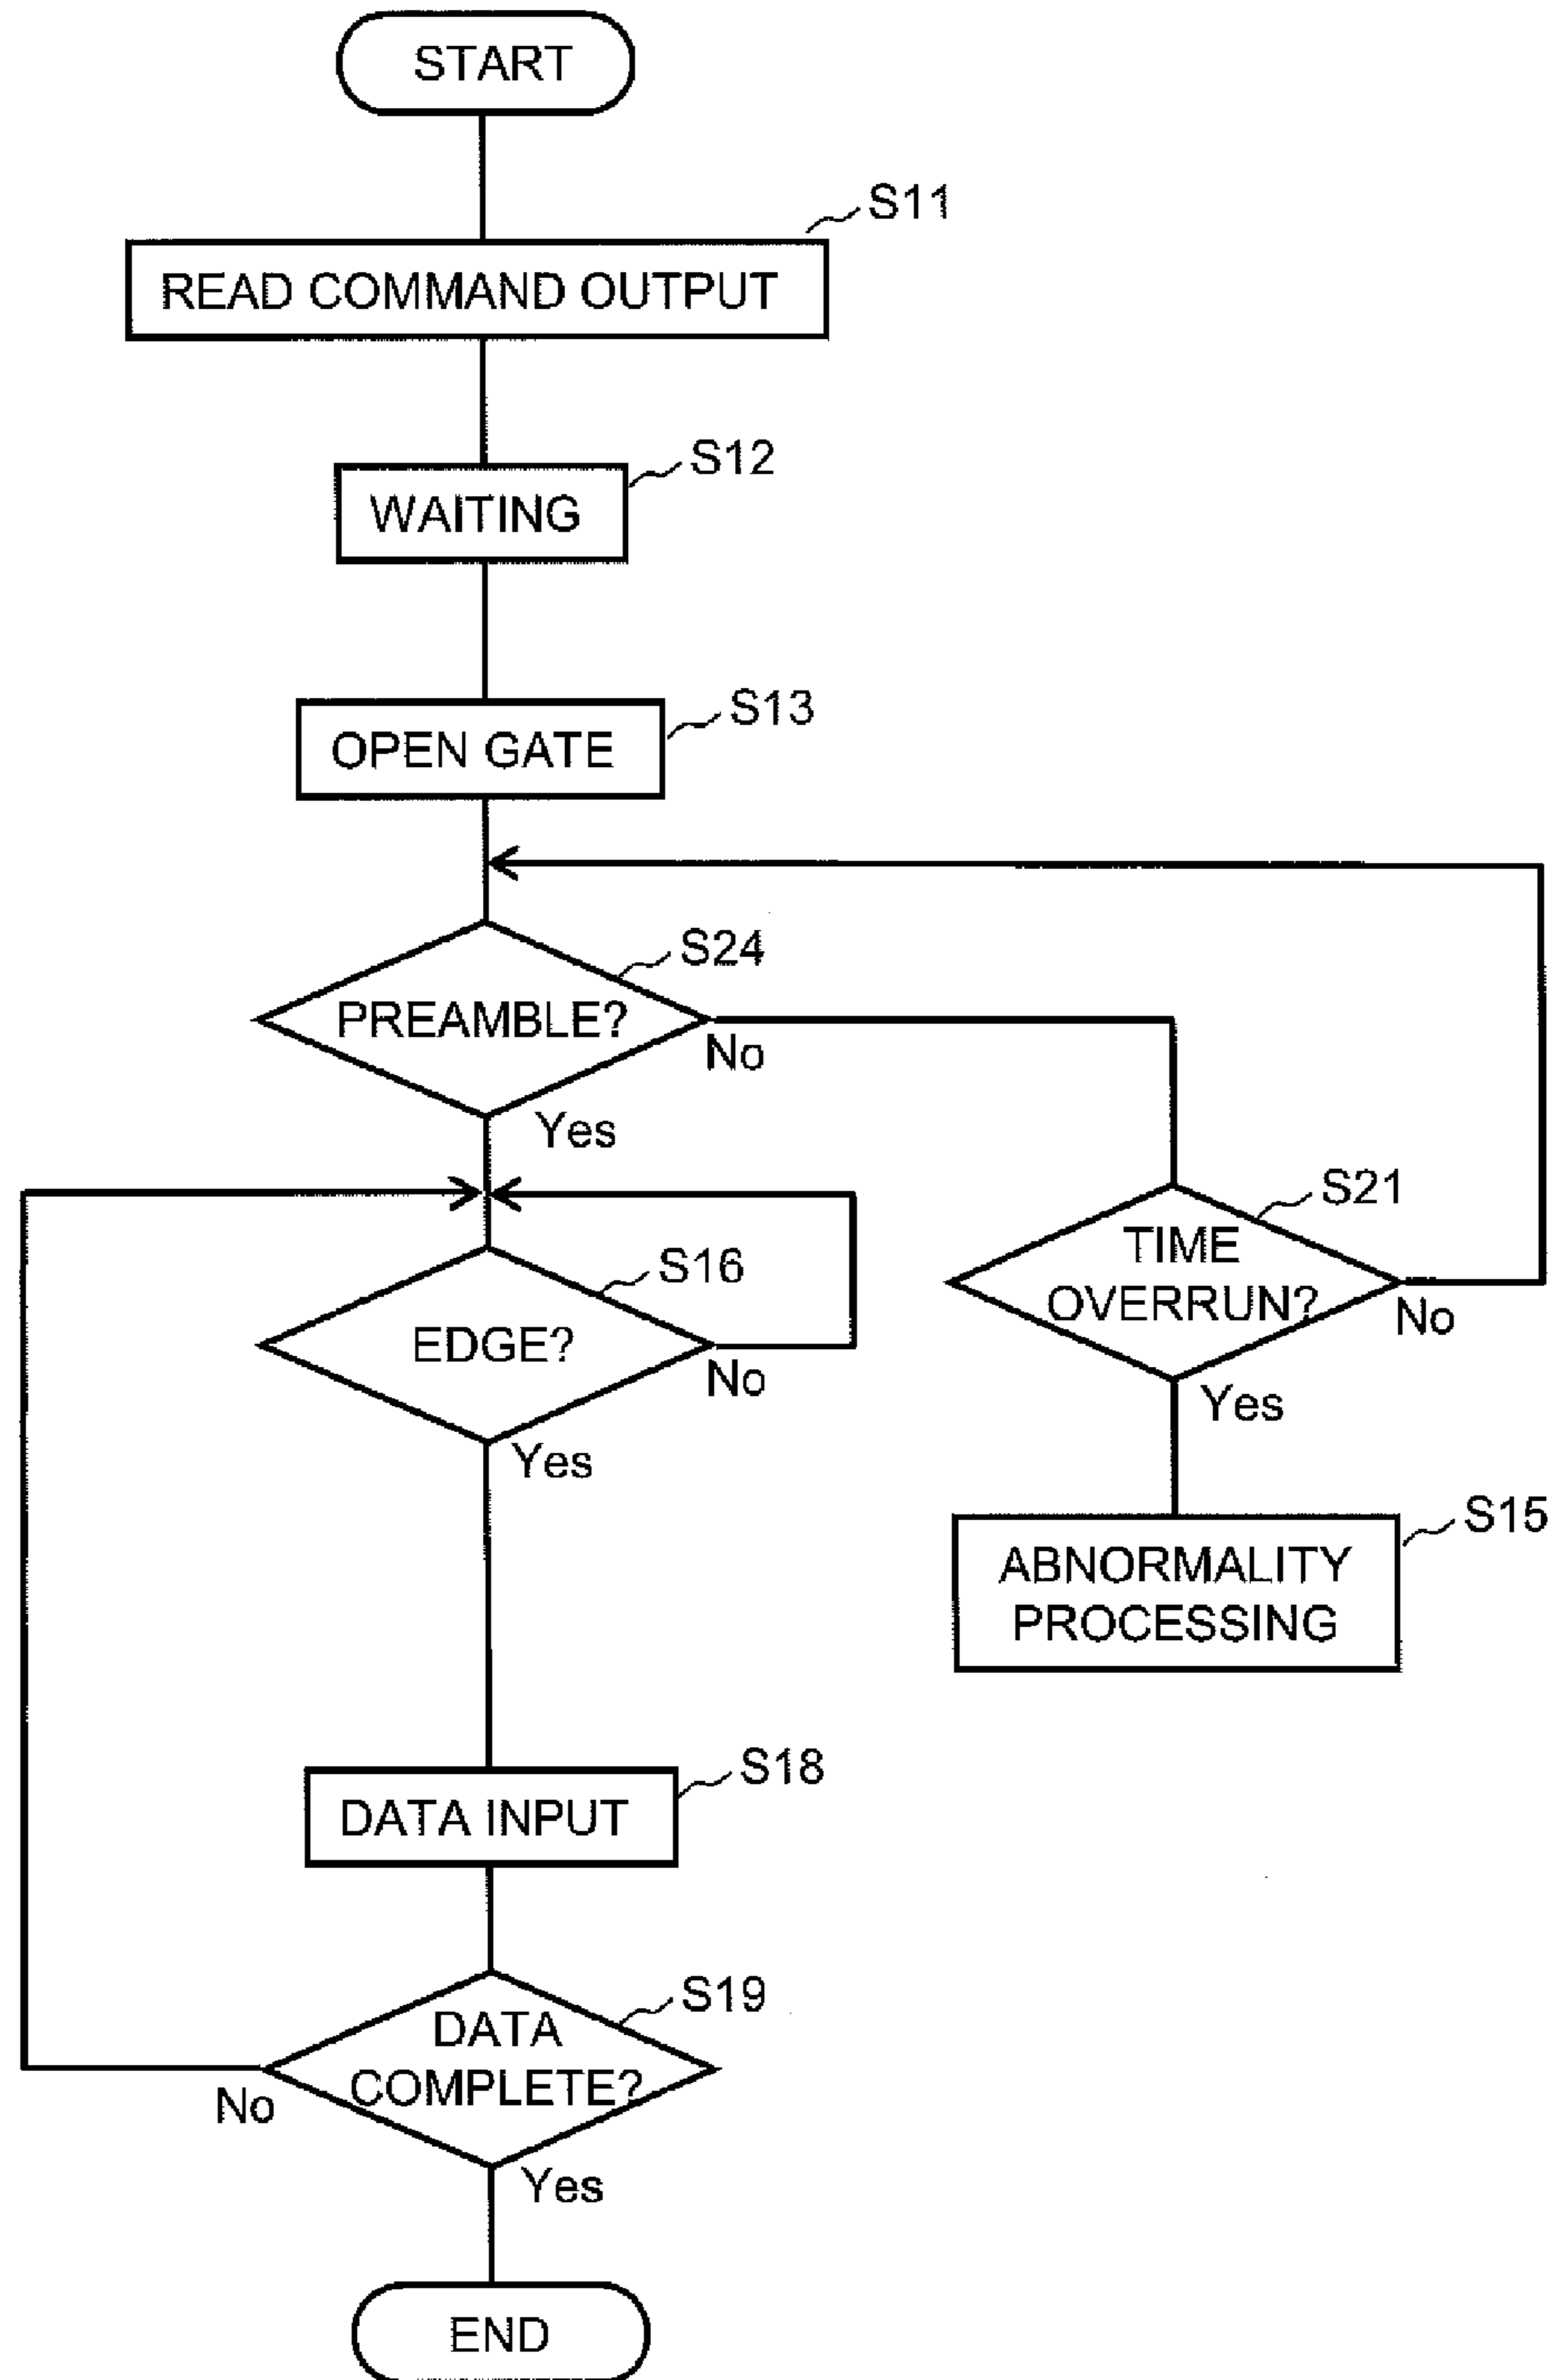 START
S11
READ COMMAND OUTPUT
S12
WAITING
S13
OPEN GATE
S24
PREAMBLE?
No
Yes
S21
TIME
OVERRUN?
No
Yes
S16
EDGE?
No
Yes
S15
ABNORMALITY
PROCESSING
S18
DATA INPUT
S19
DATA
COMPLETE?
No
Yes
END